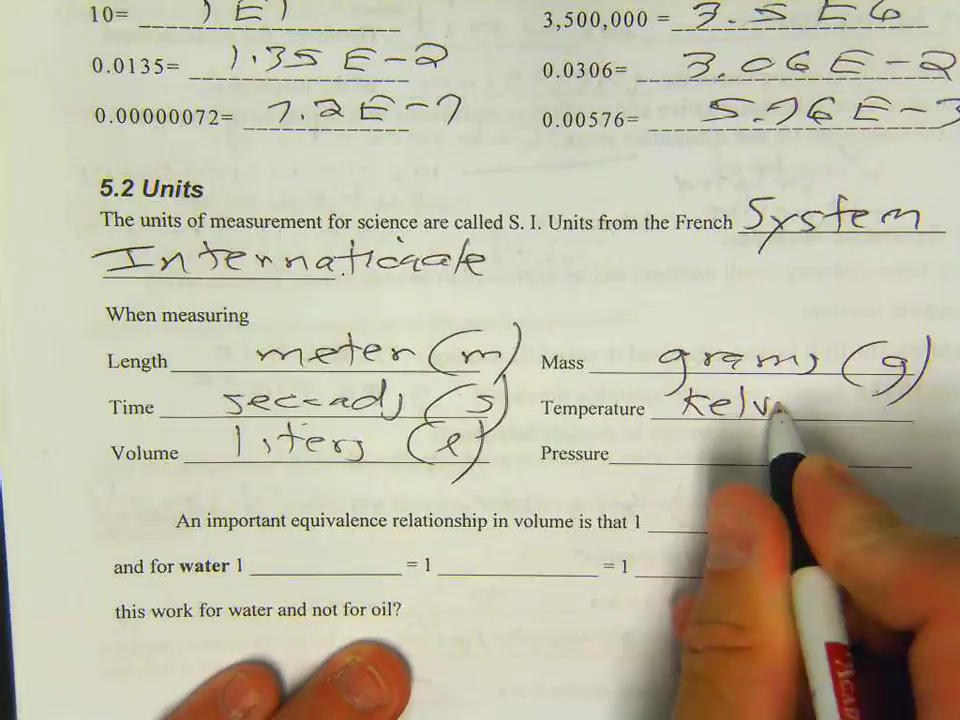 10= 1 E1 3,500,000 = 3.5 E6
0.0135= 1.35 E-2 0.0306= 3.06 E-2
0.00000072= 7.2 E-7 0.00576= 5.76 E-3
5.2 Units
The units of measurement for science are called S. I. Units from the French System
Internationale
When measuring
Length meter (m) Mass grams (g)
Time seconds (s) Temperature Kelv
Volume liters (l) Pressure
An important equivalence relationship in volume is that 1
and for water 1 = 1 = 1
this work for water and not for oil?